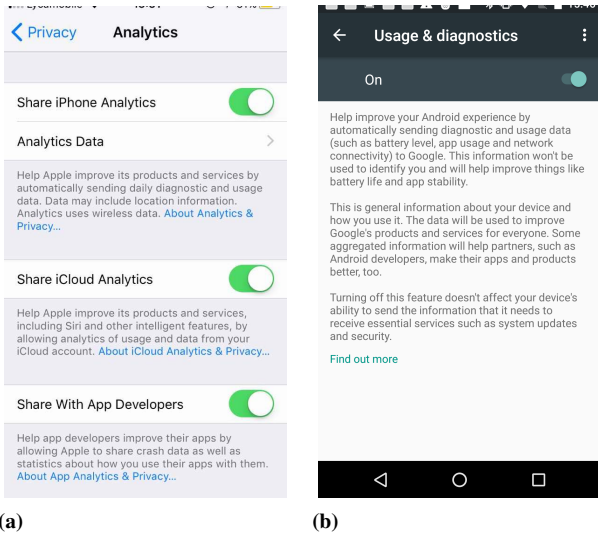 Privacy
Analytics
Share iPhone Analytics
Analytics Data
Help Apple improve its products and services by
automatically sending daily diagnostic and usage
data. Data may include location information.
Analytics uses wireless data. About Analytics &
Privacy...
Share iCloud Analytics
Help Apple improve its products and services,
including Siri and other intelligent features, by
allowing analytics of usage and data from your
iCloud account. About iCloud Analytics & Privacy...
Share With App Developers
Help app developers improve their apps by
allowing Apple to share crash data as well as
statistics about how you use their apps with them.
About App Analytics & Privacy...
(a)
Usage & diagnostics
On
Help improve your Android experience by
automatically sending diagnostic and usage data
(such as battery level, app usage and network
connectivity) to Google. This information won't be
used to identify you and will help improve things like
battery life and app stability.
This is general information about your device and
how you use it. The data will be used to improve
Google's products and services for everyone. Some
aggregated information will help partners, such as
Android developers, make their apps and products
better, too.
Turning off this feature doesn't affect your device's
ability to send the information that it needs to
receive essential services such as system updates
and security.
Find out more
(b)